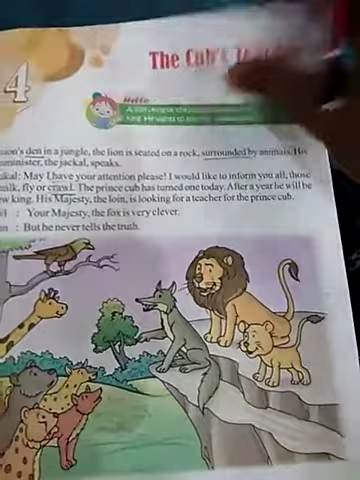 4
The Cub's
Hello
A
lion's den in a jungle, the lion is seated on a rock, surrounded by animals. His
minister, the jackal, speaks.
kal: May I have your attention please! I would like to inform you all, those
walk, fly or crawl. The prince cub has turned one today. After a year he will be
ew king. His Majesty, the loin, is looking for a teacher for the prince cub.
: Your Majesty, the fox is very clever.
n : But he never tells the truth.